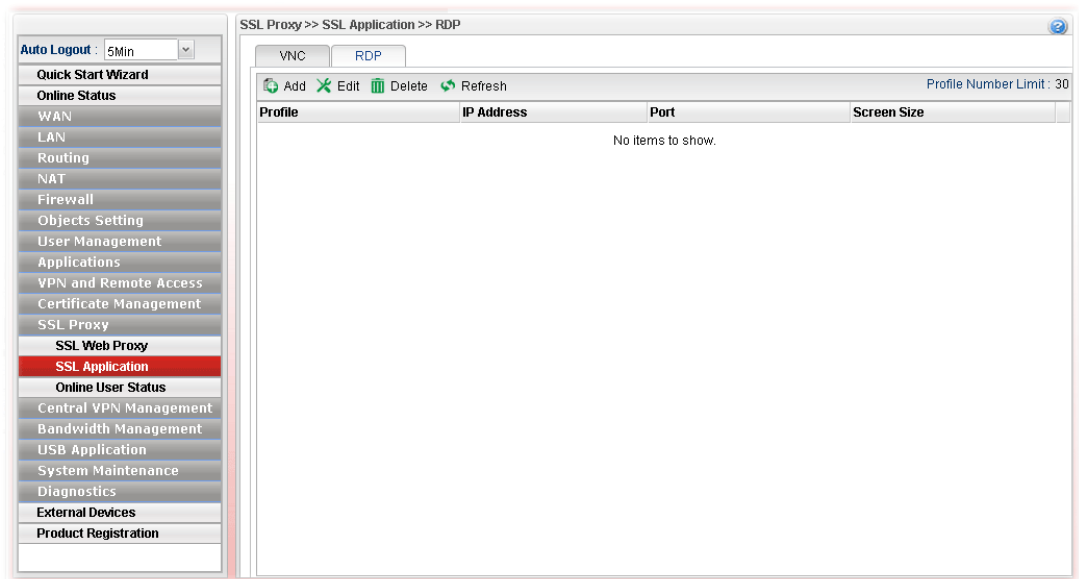 SSL Proxy >> SSL Application >> RDP
Auto Logout : 5Min
Quick Start Wizard
Online Status
WAN
LAN
Routing
NAT
Firewall
Objects Setting
User Management
Applications
VPN and Remote Access
Certificate Management
SSL Proxy
SSL Web Proxy
SSL Application
Online User Status
Central VPN Management
Bandwidth Management
USB Application
System Maintenance
Diagnostics
External Devices
Product Registration
VNC RDP
Add Edit Delete Refresh Profile Number Limit : 30
Profile IP Address Port Screen Size
No items to show.